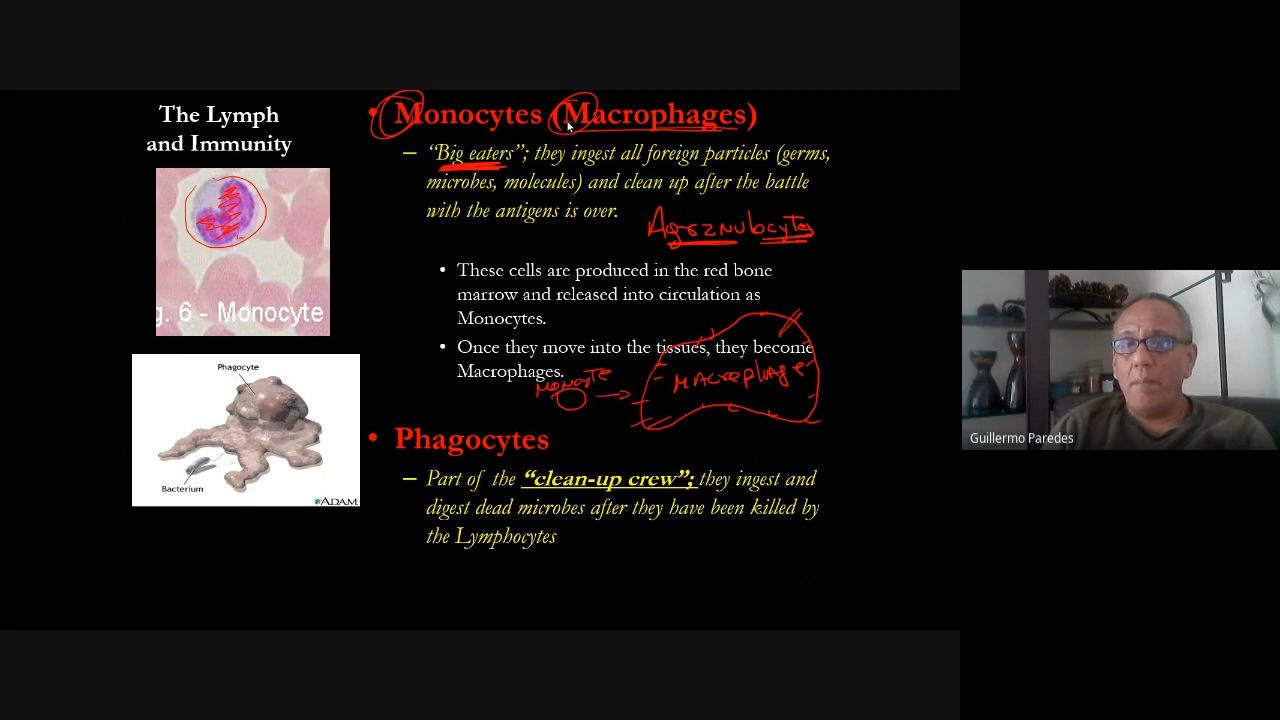 The Lymph
and Immunity
• Monocytes (Macrophages)
– “Big eaters”; they ingest all foreign particles (germs,
microbes, molecules) and clean up after the battle
with the antigens is over.
• These cells are produced in the red bone
marrow and released into circulation as
Monocytes.
• Once they move into the tissues, they become
Macrophages.
MACrophAge
• Phagocytes
– Part of the “clean-up crew”; they ingest and
digest dead microbes after they have been killed by
the Lymphocytes
g. 6 - Monocyte
Phagocyte
Bacterium
ADAM.
Guillermo Paredes